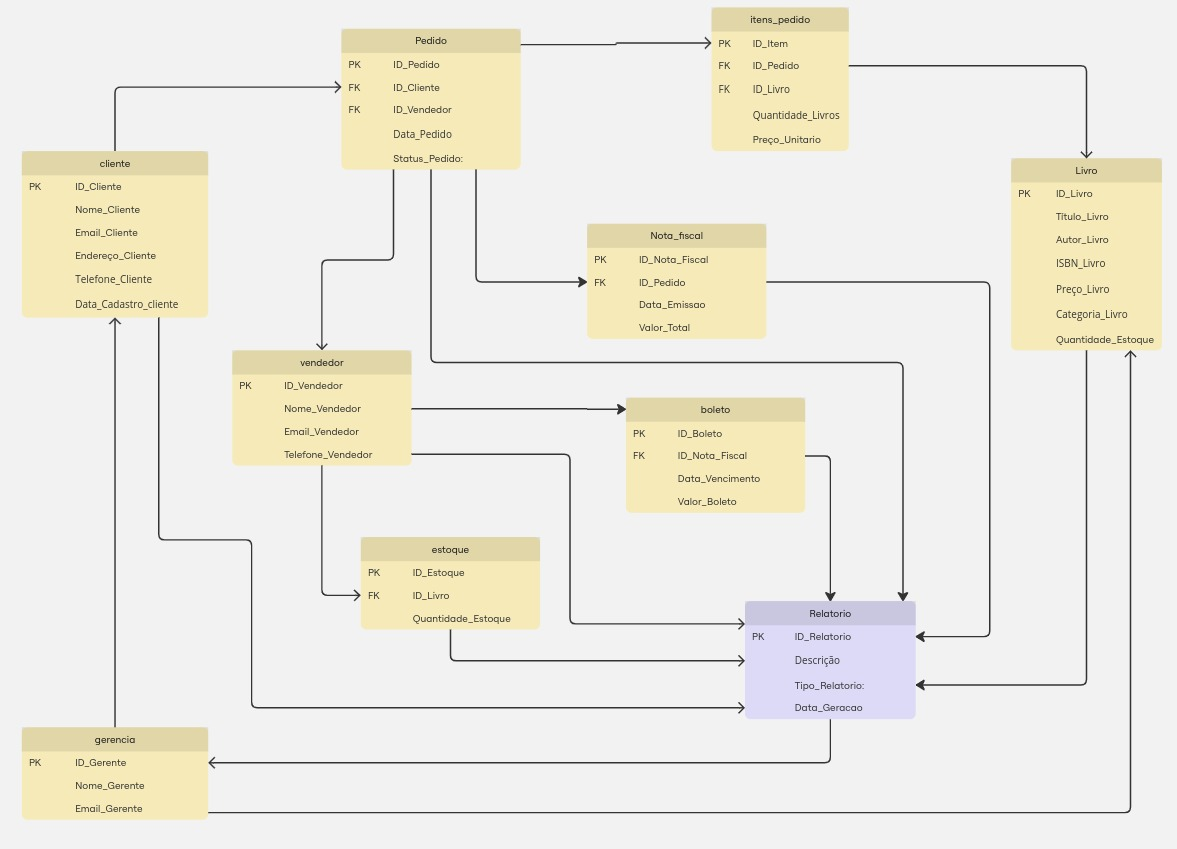 itens_pedido
PK ID_Item
FK ID_Pedido
FK ID_Livro
Quantidade_Livros
Preço_Unitario
Pedido
PK ID_Pedido
FK ID_Cliente
FK ID_Vendedor
Data_Pedido
Status_Pedido:
cliente
PK ID_Cliente
Nome_Cliente
Email_Cliente
Endereço_Cliente
Telefone_Cliente
Data_Cadastro_cliente
Livro
PK ID_Livro
Título_Livro
Autor_Livro
ISBN_Livro
Preço_Livro
Categoria_Livro
Quantidade_Estoque
Nota_fiscal
PK ID_Nota_Fiscal
FK ID_Pedido
Data_Emissao
Valor_Total
vendedor
PK ID_Vendedor
Nome_Vendedor
Email_Vendedor
Telefone_Vendedor
boleto
PK ID_Boleto
FK ID_Nota_Fiscal
Data_Vencimento
Valor_Boleto
estoque
PK ID_Estoque
FK ID_Livro
Quantidade_Estoque
Relatorio
PK ID_Relatorio
Descrição
Tipo_Relatorio:
Data_Geracao
gerencia
PK ID_Gerente
Nome_Gerente
Email_Gerente